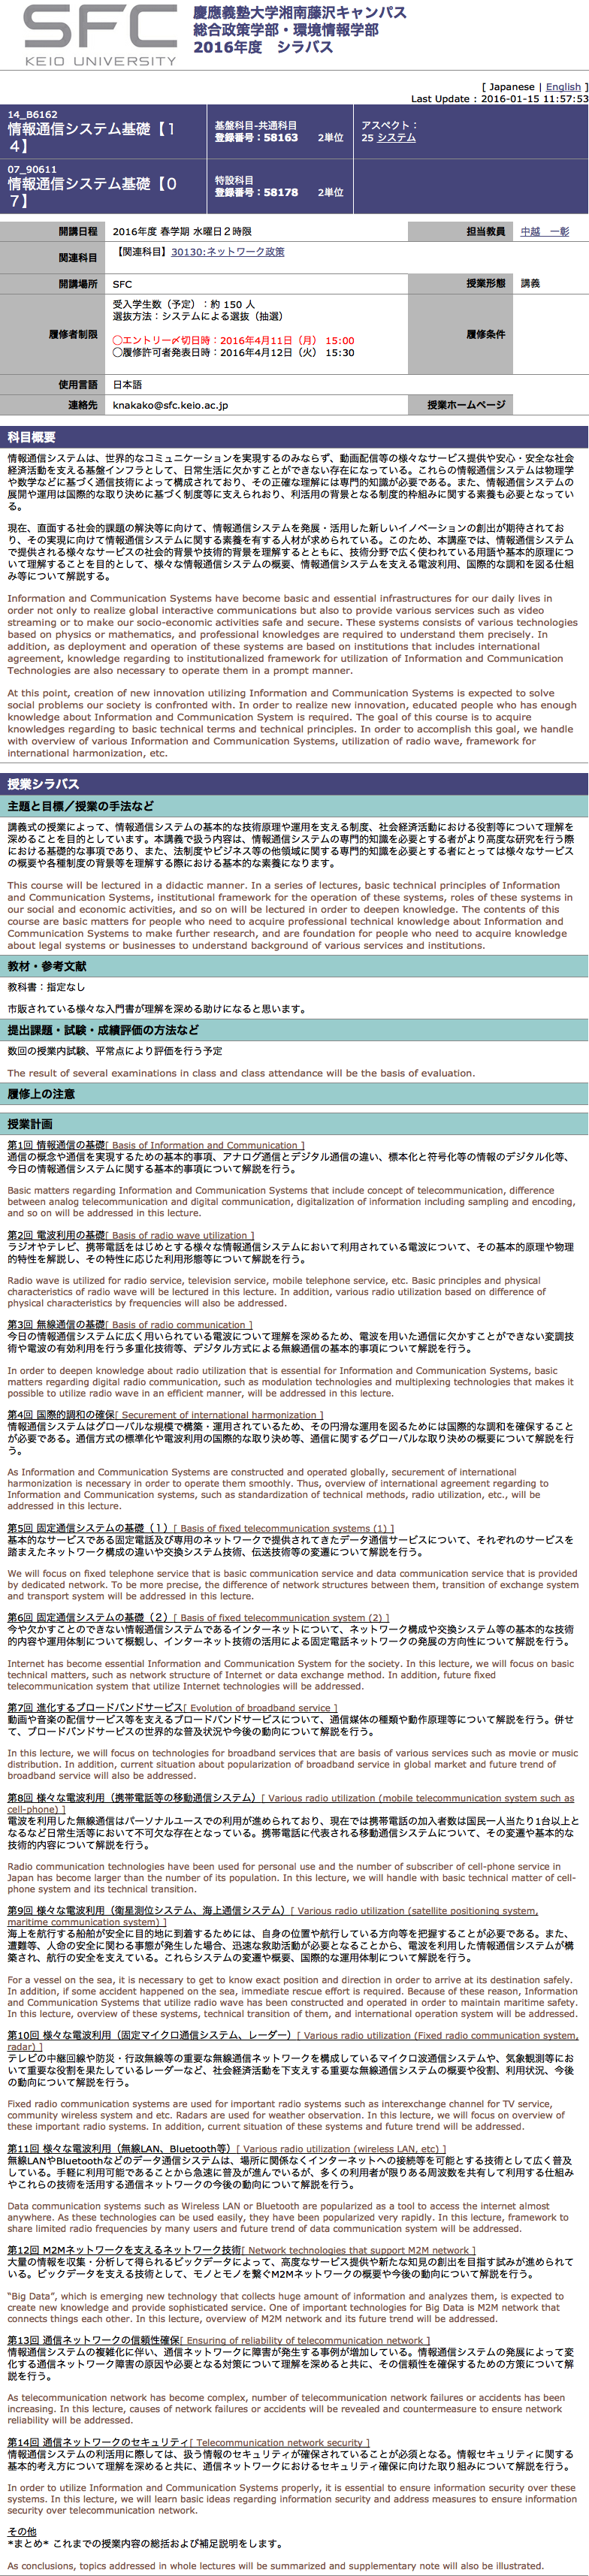 SFC
KEIO UNIVERSITY
慶應義塾大学湘南藤沢キャンパス
総合政策学部・環境情報学部
2016年度　シラバス
[ Japanese | English ]
Last Update : 2016-01-15 11:57:53
14_B6162
情報通信システム基礎【１
４】
基盤科目-共通科目
登録番号：58163　2単位
アスペクト：
25 システム
07_90611
情報通信システム基礎【０
７】
特設科目
登録番号：58178　2単位
開講日程　2016年度 春学期 水曜日２時限　担当教員　中越　一彰
関連科目　【関連科目】30130:ネットワーク政策
開講場所　SFC　授業形態　講義
履修者制限
受入学生数（予定）：約 150 人
選抜方法：システムによる選抜（抽選）
◯エントリー〆切日時：2016年4月11日（月） 15:00
◯履修許可者発表日時：2016年4月12日（火） 15:30
履修条件
使用言語　日本語
連絡先　knakako@sfc.keio.ac.jp　授業ホームページ
科目概要
情報通信システムは、世界的なコミュニケーションを実現するのみならず、動画配信等の様々なサービス提供や安心・安全な社会
経済活動を支える基盤インフラとして、日常生活に欠かすことができない存在になっている。これらの情報通信システムは物理学
や数学などに基づく通信技術によって構成されており、その正確な理解には専門的知識が必要である。また、情報通信システムの
展開や運用は国際的な取り決めに基づく制度等に支えられおり、利活用の背景となる制度的枠組みに関する素養も必要となってい
る。
現在、直面する社会的課題の解決等に向けて、情報通信システムを発展・活用した新しいイノベーションの創出が期待されてお
り、その実現に向けて情報通信システムに関する素養を有する人材が求められている。このため、本講座では、情報通信システム
で提供される様々なサービスの社会的背景や技術的背景を理解するとともに、技術分野で広く使われている用語や基本的原理につ
いて理解することを目的として、様々な情報通信システムの概要、情報通信システムを支える電波利用、国際的な調和を図る仕組
み等について解説する。
Information and Communication Systems have become basic and essential infrastructures for our daily lives in
order not only to realize global interactive communications but also to provide various services such as video
streaming or to make our socio-economic activities safe and secure. These systems consists of various technologies
based on physics or mathematics, and professional knowledges are required to understand them precisely. In
addition, as deployment and operation of these systems are based on institutions that includes international
agreement, knowledge regarding to institutionalized framework for utilization of Information and Communication
Technologies are also necessary to operate them in a prompt manner.
At this point, creation of new innovation utilizing Information and Communication Systems is expected to solve
social problems our society is confronted with. In order to realize new innovation, educated people who has enough
knowledge about Information and Communication System is required. The goal of this course is to acquire
knowledges regarding to basic technical terms and technical principles. In order to accomplish this goal, we handle
with overview of various Information and Communication Systems, utilization of radio wave, framework for
international harmonization, etc.
授業シラバス
主題と目標／授業の手法など
講義式の授業によって、情報通信システムの基本的な技術原理や運用を支える制度、社会経済活動における役割等について理解を
深めることを目的としています。本講義で扱う内容は、情報通信システムの専門的知識を必要とする者がより高度な研究を行う際
における基礎的な事項であり、また、法制度やビジネス等の他領域に関する専門的知識を必要とする者にとっては様々なサービス
の概要や各種制度の背景等を理解する際における基本的な素養になります。
This course will be lectured in a didactic manner. In a series of lectures, basic technical principles of Information
and Communication Systems, institutional framework for the operation of these systems, roles of these systems in
our social and economic activities, and so on will be lectured in order to deepen knowledge. The contents of this
course are basic matters for people who need to acquire professional technical knowledge about Information and
Communication Systems to make further research, and are foundation for people who need to acquire knowledge
about legal systems or businesses to understand background of various services and institutions.
教材・参考文献
教科書：指定なし
市販されている様々な入門書が理解を深める助けになると思います。
提出課題・試験・成績評価の方法など
数回の授業内試験、平常点により評価を行う予定
The result of several examinations in class and class attendance will be the basis of evaluation.
履修上の注意
授業計画
第1回 情報通信の基礎[ Basis of Information and Communication ]
通信の概念や通信を実現するための基本的事項、アナログ通信とデジタル通信の違い、標本化と符号化等の情報のデジタル化等、
今日の情報通信システムに関する基本的事項について解説を行う。
Basic matters regarding Information and Communication Systems that include concept of telecommunication, difference
between analog telecommunication and digital communication, digitalization of information including sampling and encoding,
and so on will be addressed in this lecture.
第2回 電波利用の基礎[ Basis of radio wave utilization ]
ラジオやテレビ、携帯電話をはじめとする様々な情報通信システムにおいて利用されている電波について、その基本的原理や物理
的特性を解説し、その特性に応じた利用形態等について解説を行う。
Radio wave is utilized for radio service, television service, mobile telephone service, etc. Basic principles and physical
characteristics of radio wave will be lectured in this lecture. In addition, various radio utilization based on difference of
physical characteristics by frequencies will also be addressed.
第3回 無線通信の基礎[ Basis of radio communication ]
今日の情報通信システムに広く用いられている電波について理解を深めるため、電波を用いた通信に欠かすことができない変調技
術や電波の有効利用を行う多重化技術等、デジタル方式による無線通信の基本的事項について解説を行う。
In order to deepen knowledge about radio utilization that is essential for Information and Communication Systems, basic
matters regarding digital radio communication, such as modulation technologies and multiplexing technologies that makes it
possible to utilize radio wave in an efficient manner, will be addressed in this lecture.
第4回 国際的調和の確保[ Securement of international harmonization ]
情報通信システムはグローバルな規模で構築・運用されているため、その円滑な運用を図るためには国際的な調和を確保すること
が必要である。通信方式の標準化や電波利用の国際的な取り決め等、通信に関するグローバルな取り決めの概要について解説を行
う。
As Information and Communication Systems are constructed and operated globally, securement of international
harmonization is necessary in order to operate them smoothly. Thus, overview of international agreement regarding to
Information and Communication systems, such as standardization of technical methods, radio utilization, etc., will be
addressed in this lecture.
第5回 固定通信システムの基礎（１）[ Basis of fixed telecommunication systems (1) ]
基本的なサービスである固定電話及び専用のネットワークで提供されてきたデータ通信サービスについて、それぞれのサービスを
踏まえたネットワーク構成の違いや交換システム技術、伝送技術等の変遷について解説を行う。
We will focus on fixed telephone service that is basic communication service and data communication service that is provided
by dedicated network. To be more precise, the difference of network structures between them, transition of exchange system
and transport system will be addressed in this lecture.
第6回 固定通信システムの基礎（２）[ Basis of fixed telecommunication system (2) ]
今や欠かすことのできない情報通信システムであるインターネットについて、ネットワーク構成や交換システム等の基本的な技術
的内容や運用体制について概観し、インターネット技術の活用による固定電話ネットワークの発展の方向性について解説を行う。
Internet has become essential Information and Communication System for the society. In this lecture, we will focus on basic
technical matters, such as network structure of Internet or data exchange method. In addition, future fixed
telecommunication system that utilize Internet technologies will be addressed.
第7回 進化するブロードバンドサービス[ Evolution of broadband service ]
動画や音楽の配信サービス等を支えるブロードバンドサービスについて、通信媒体の種類や動作原理等について解説を行う。併せ
て、ブロードバンドサービスの世界的な普及状況や今後の動向について解説を行う。
In this lecture, we will focus on technologies for broadband services that are basis of various services such as movie or music
distribution. In addition, current situation about popularization of broadband service in global market and future trend of
broadband service will also be addressed.
第8回 様々な電波利用（携帯電話等の移動通信システム）[ Various radio utilization (mobile telecommunication system such as
cell-phone) ]
電波を利用した無線通信はパーソナルユースでの利用が進められており、現在では携帯電話の加入者数は国民一人当たり1台以上と
なるなど日常生活等において不可欠な存在となっている。携帯電話に代表される移動通信システムについて、その変遷や基本的な
技術的内容について解説を行う。
Radio communication technologies have been used for personal use and the number of subscriber of cell-phone service in
Japan has become larger than the number of its population. In this lecture, we will handle with basic technical matter of cell-
phone system and its technical transition.
第9回 様々な電波利用（衛星測位システム、海上通信システム）[ Various radio utilization (satellite positioning system,
maritime communication system) ]
海上を航行する船舶が安全に目的地に到着するためには、自身の位置や航行している方向等を把握することが必要である。また、
遭難等、人命の安全に関わる事態が発生した場合、迅速な救助活動が必要となることから、電波を利用した情報通信システムが構
築され、航行の安全を支えている。これらシステムの変遷や概要、国際的な運用体制について解説を行う。
For a vessel on the sea, it is necessary to get to know exact position and direction in order to arrive at its destination safely.
In addition, if some accident happened on the sea, immediate rescue effort is required. Because of these reason, Information
and Communication Systems that utilize radio wave has been constructed and operated in order to maintain maritime safety.
In this lecture, overview of these systems, technical transition of them, and international operation system will be addressed.
第10回 様々な電波利用（固定マイクロ通信システム、レーダー）[ Various radio utilization (Fixed radio communication system,
radar) ]
テレビの中継回線や防災・行政無線等の重要な無線通信ネットワークを構成しているマイクロ波通信システムや、気象観測等にお
いて重要な役割を果たしているレーダーなど、社会経済活動を下支えする重要な無線通信システムの概要や役割、利用状況、今後
の動向について解説を行う。
Fixed radio communication systems are used for important radio systems such as interexchange channel for TV service,
community wireless system and etc. Radars are used for weather observation. In this lecture, we will focus on overview of
these important radio systems. In addition, current situation of these systems and future trend will be addressed.
第11回 様々な電波利用（無線LAN、Bluetooth等）[ Various radio utilization (wireless LAN, etc) ]
無線LANやBluetoothなどのデータ通信システムは、場所に関係なくインターネットへの接続等を可能とする技術として広く普及
している。手軽に利用可能であることから急速に普及が進んでいるが、多くの利用者が限りある周波数を共有して利用する仕組み
やこれらの技術を活用する通信ネットワークの今後の動向について解説を行う。
Data communication systems such as Wireless LAN or Bluetooth are popularized as a tool to access the internet almost
anywhere. As these technologies can be used easily, they have been popularized very rapidly. In this lecture, framework to
share limited radio frequencies by many users and future trend of data communication system will be addressed.
第12回 M2Mネットワークを支えるネットワーク技術[ Network technologies that support M2M network ]
大量の情報を収集・分析して得られるビックデータによって、高度なサービス提供や新たな知見の創出を目指す試みが進められて
いる。ビックデータを支える技術として、モノとモノを繋ぐM2Mネットワークの概要や今後の動向について解説を行う。
“Big Data”, which is emerging new technology that collects huge amount of information and analyzes them, is expected to
create new knowledge and provide sophisticated service. One of important technologies for Big Data is M2M network that
connects things each other. In this lecture, overview of M2M network and its future trend will be addressed.
第13回 通信ネットワークの信頼性確保[ Ensuring of reliability of telecommunication network ]
情報通信システムの複雑化に伴い、通信ネットワークに障害が発生する事例が増加している。情報通信システムの発展によって変
化する通信ネットワーク障害の原因や必要となる対策について理解を深めると共に、その信頼性を確保するための方策について解
説を行う。
As telecommunication network has become complex, number of telecommunication network failures or accidents has been
increasing. In this lecture, causes of network failures or accidents will be revealed and countermeasure to ensure network
reliability will be addressed.
第14回 通信ネットワークのセキュリティ[ Telecommunication network security ]
情報通信システムの利活用に際しては、扱う情報のセキュリティが確保されていることが必須となる。情報セキュリティに関する
基本的考え方について理解を深めると共に、通信ネットワークにおけるセキュリティ確保に向けた取り組みについて解説を行う。
In order to utilize Information and Communication Systems properly, it is essential to ensure information security over these
systems. In this lecture, we will learn basic ideas regarding information security and address measures to ensure information
security over telecommunication network.
その他
*まとめ* これまでの授業内容の総括および補足説明をします。
As conclusions, topics addressed in whole lectures will be summarized and supplementary note will also be illustrated.